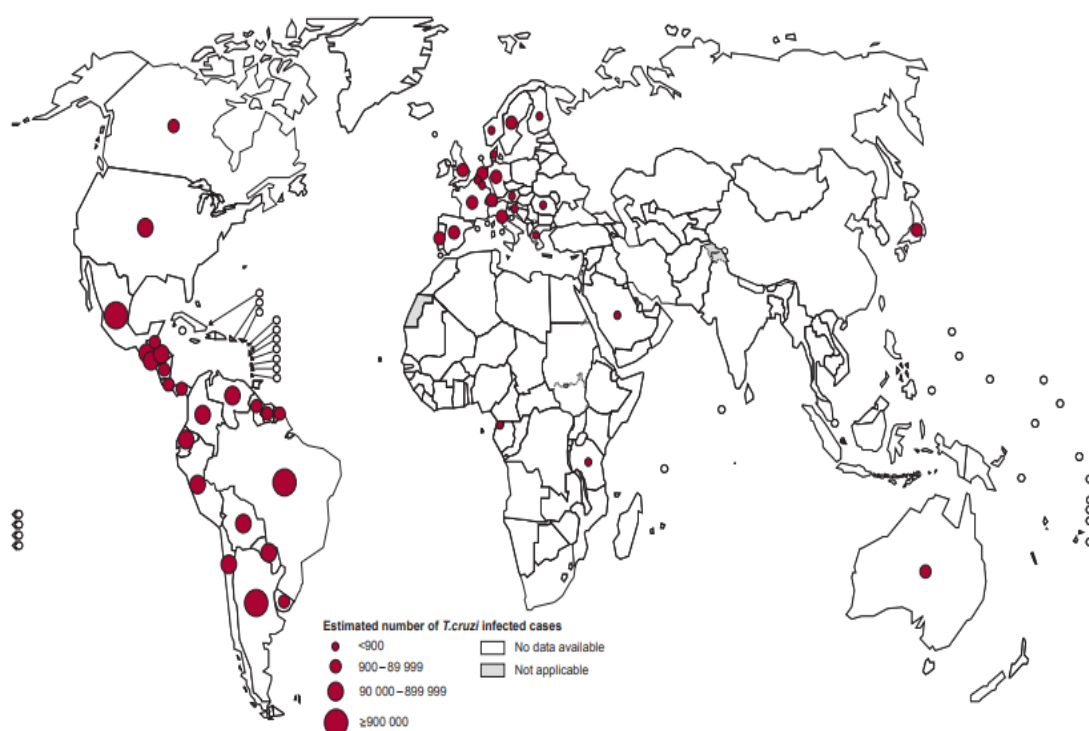 Estimated number of T.cruzi infected cases
<900
900–89 999
90 000–899 999
≥900 000
No data available
Not applicable